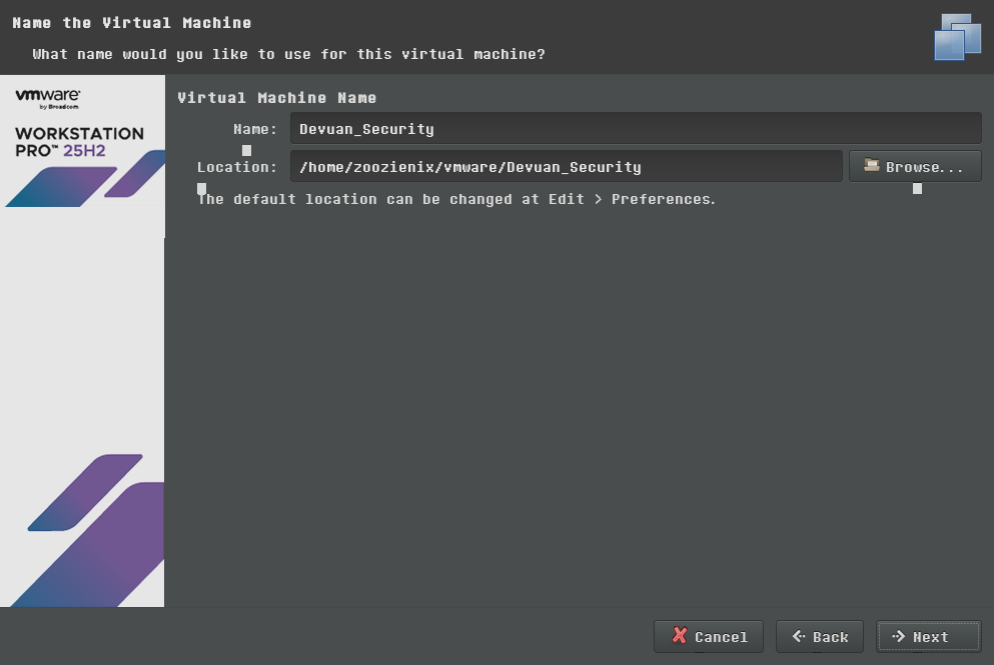 Name the Virtual Machine
What name would you like to use for this virtual machine?
vmware®
by Broadcom
WORKSTATION
PRO™ 25H2
Virtual Machine Name
Name: Devuan_Security
Location: /home/zoozienix/vmware/Devuan_Security Browse...
The default location can be changed at Edit > Preferences.
Cancel Back Next